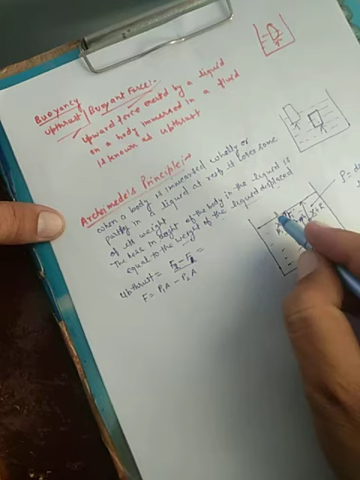 Buoyancy
upthrust / Buoyant Force:-
upward force exerted by a liquid
on a body immersed in a fluid
is known as upthrust
Archimede's Principle:-
When a body is immersed wholly or
partly in a liquid at rest, it loses some
of its weight.
The loss in weight of the body in the liquid is
equal to the weight of the liquid displaced
upthrust = F₂ - F₁ =
F = P₁A - P₂A